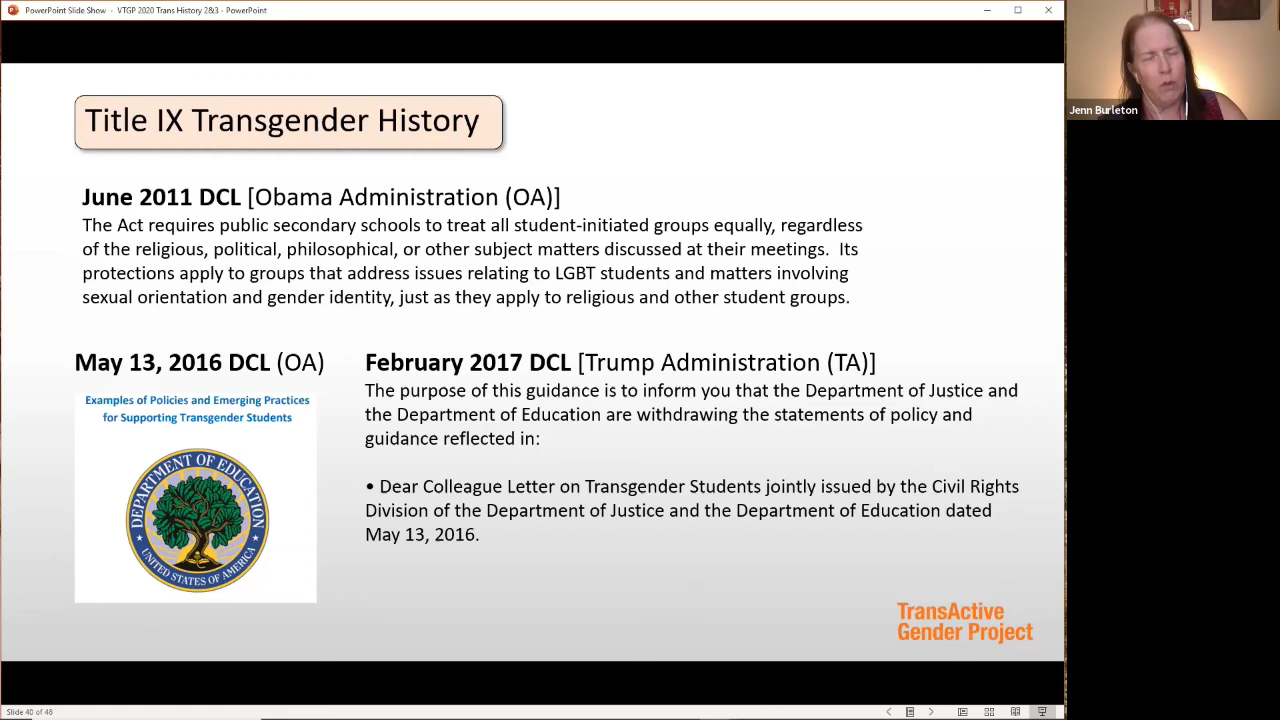 PowerPoint Slide Show - VTGP 2020 Trans History 2&3 - PowerPoint
Jenn Burleton
Title IX Transgender History
June 2011 DCL [Obama Administration (OA)]
The Act requires public secondary schools to treat all student-initiated groups equally, regardless
of the religious, political, philosophical, or other subject matters discussed at their meetings. Its
protections apply to groups that address issues relating to LGBT students and matters involving
sexual orientation and gender identity, just as they apply to religious and other student groups.
May 13, 2016 DCL (OA)
Examples of Policies and Emerging Practices
for Supporting Transgender Students
DEPARTMENT OF EDUCATION
UNITED STATES OF AMERICA
February 2017 DCL [Trump Administration (TA)]
The purpose of this guidance is to inform you that the Department of Justice and
the Department of Education are withdrawing the statements of policy and
guidance reflected in:
• Dear Colleague Letter on Transgender Students jointly issued by the Civil Rights
Division of the Department of Justice and the Department of Education dated
May 13, 2016.
TransActive
Gender Project
Slide 40 of 48